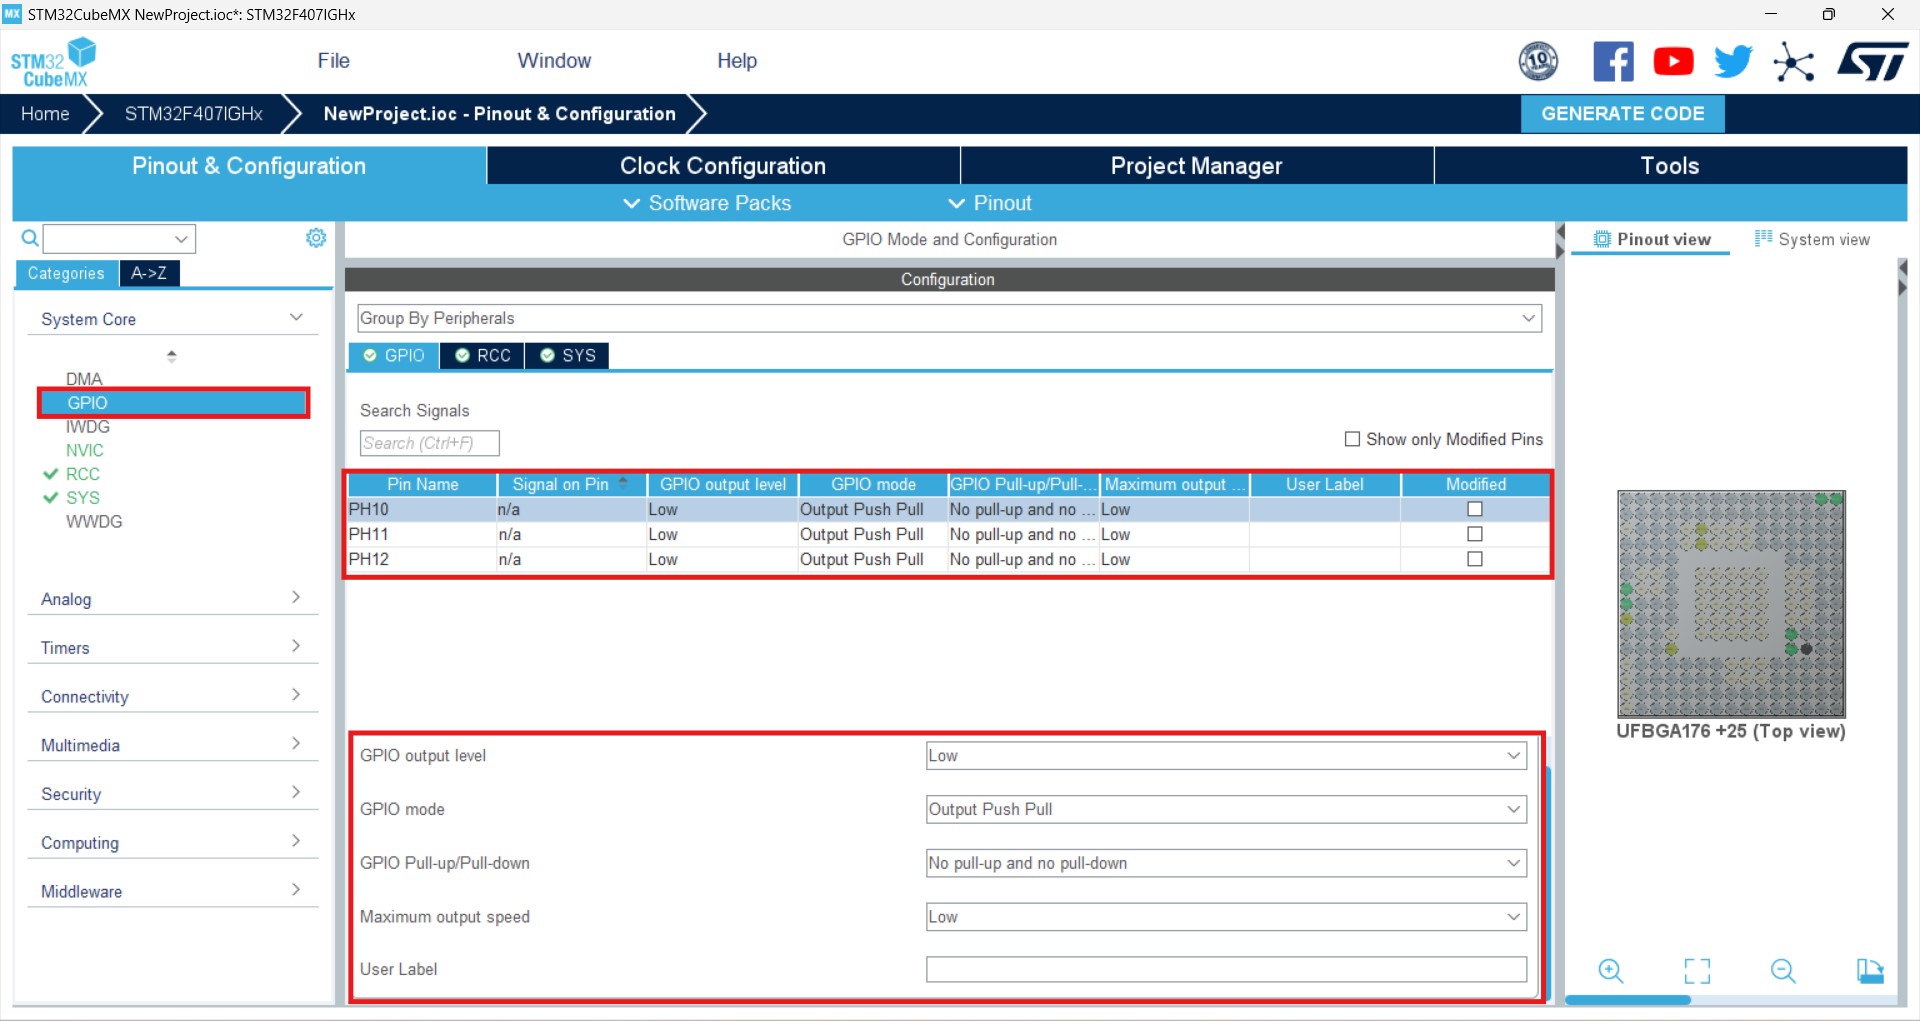 MX STM32CubeMX NewProject.ioc*: STM32F407IGHx
STM32
CubeMX
File
Window
Help
10
ST
Home
STM32F407IGHx
NewProject.ioc - Pinout & Configuration
GENERATE CODE
Pinout & Configuration
Clock Configuration
Project Manager
Tools
Software Packs
Pinout
Categories
A->Z
System Core
DMA
GPIO
IWDG
NVIC
RCC
SYS
WWDG
Analog
Timers
Connectivity
Multimedia
Security
Computing
Middleware
GPIO Mode and Configuration
Configuration
Group By Peripherals
GPIO RCC SYS
Search Signals
Search (Ctrl+F)
Show only Modified Pins
Pin Name Signal on Pin GPIO output level GPIO mode GPIO Pull-up/Pull-... Maximum output ... User Label Modified
PH10 n/a Low Output Push Pull No pull-up and no ... Low
PH11 n/a Low Output Push Pull No pull-up and no ... Low
PH12 n/a Low Output Push Pull No pull-up and no ... Low
GPIO output level Low
GPIO mode Output Push Pull
GPIO Pull-up/Pull-down No pull-up and no pull-down
Maximum output speed Low
User Label
Pinout view
System view
UFBGA176 +25 (Top view)